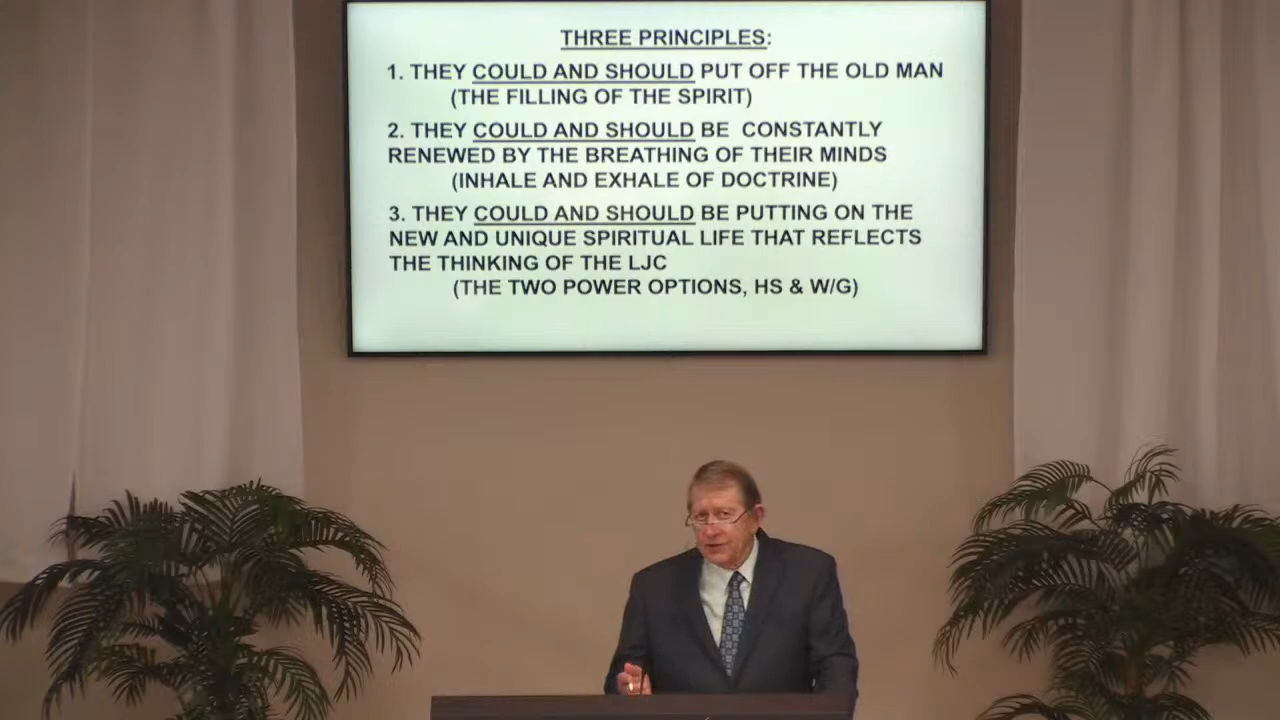 THREE PRINCIPLES:
1. THEY COULD AND SHOULD PUT OFF THE OLD MAN
(THE FILLING OF THE SPIRIT)
2. THEY COULD AND SHOULD BE CONSTANTLY
RENEWED BY THE BREATHING OF THEIR MINDS
(INHALE AND EXHALE OF DOCTRINE)
3. THEY COULD AND SHOULD BE PUTTING ON THE
NEW AND UNIQUE SPIRITUAL LIFE THAT REFLECTS
THE THINKING OF THE LJC
(THE TWO POWER OPTIONS, HS & W/G)